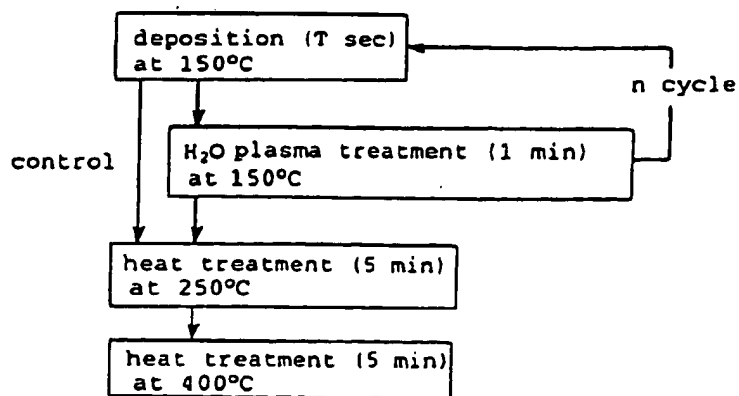 deposition (T sec)
at 150°C
n cycle
H₂O plasma treatment (1 min)
at 150°C
control
heat treatment (5 min)
at 250°C
heat treatment (5 min)
at 400°C